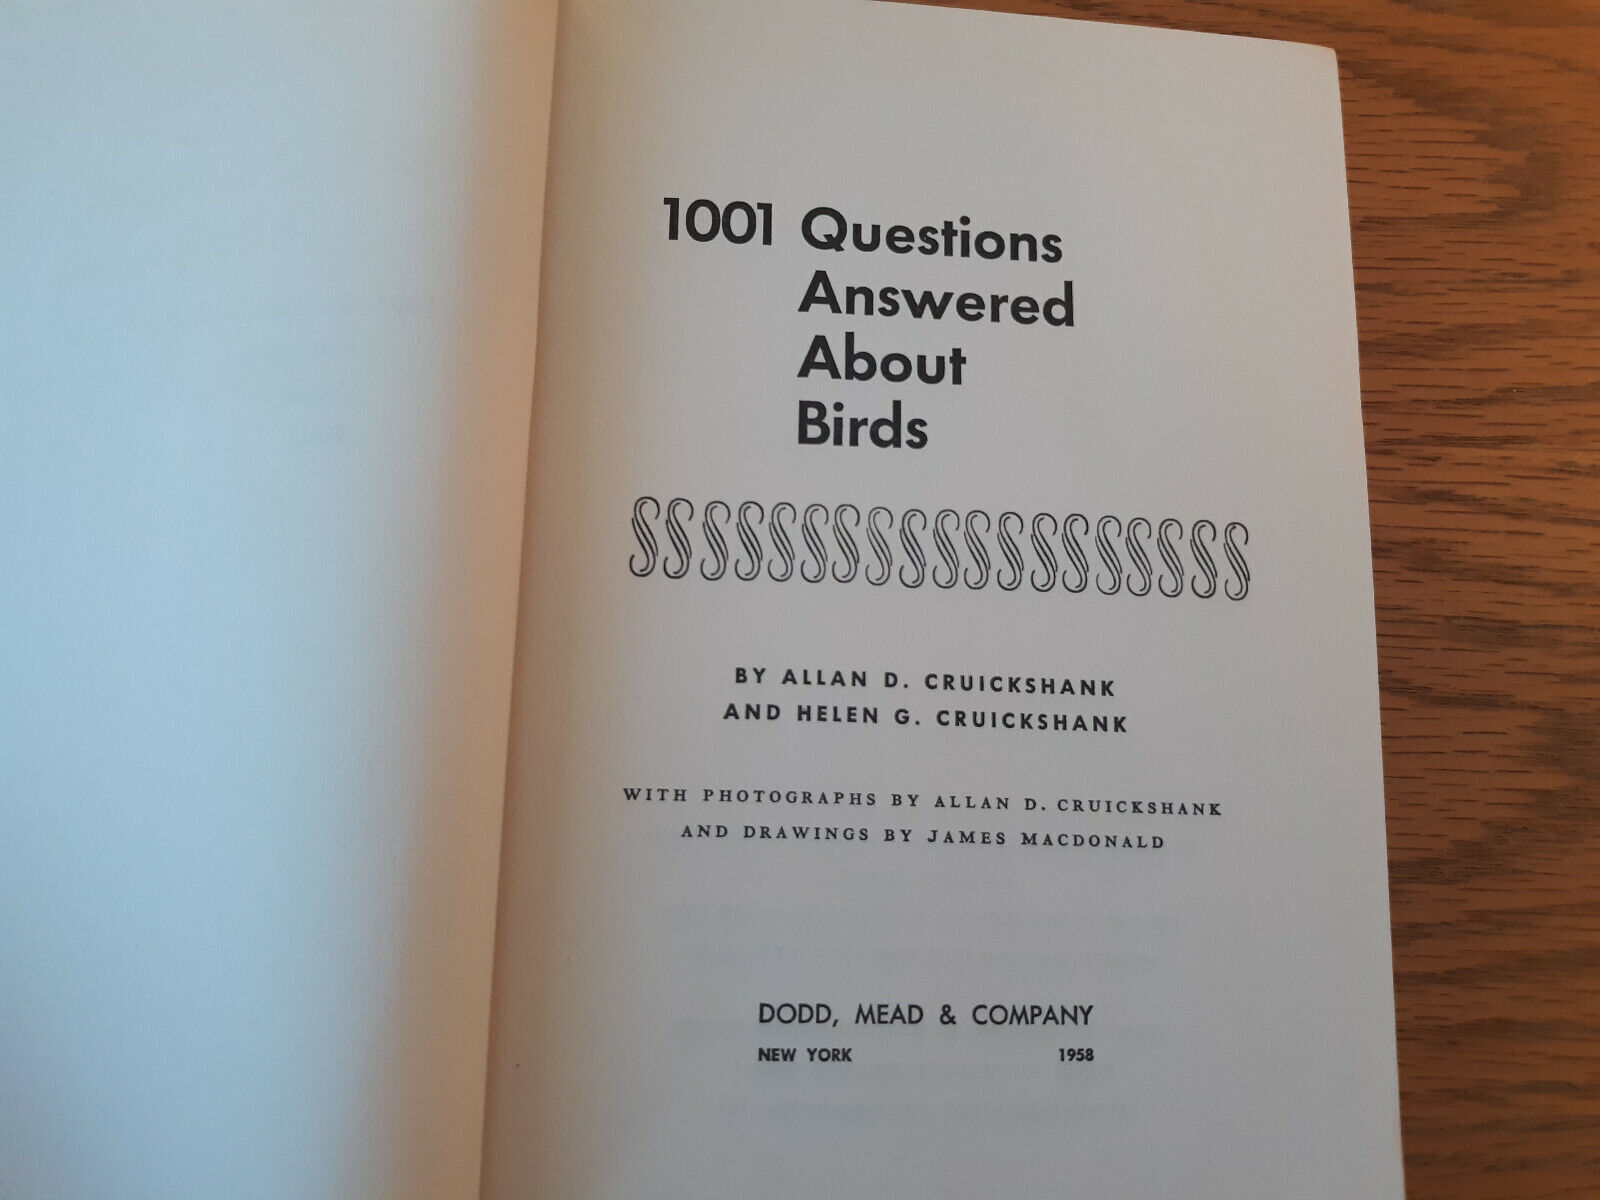 1001 Questions
Answered
About
Birds
BY ALLAN D. CRUICKSHANK
AND HELEN G. CRUICKSHANK
WITH PHOTOGRAPHS BY ALLAN D. CRUICKSHANK
AND DRAWINGS BY JAMES MACDONALD
DODD, MEAD & COMPANY
NEW YORK 1958